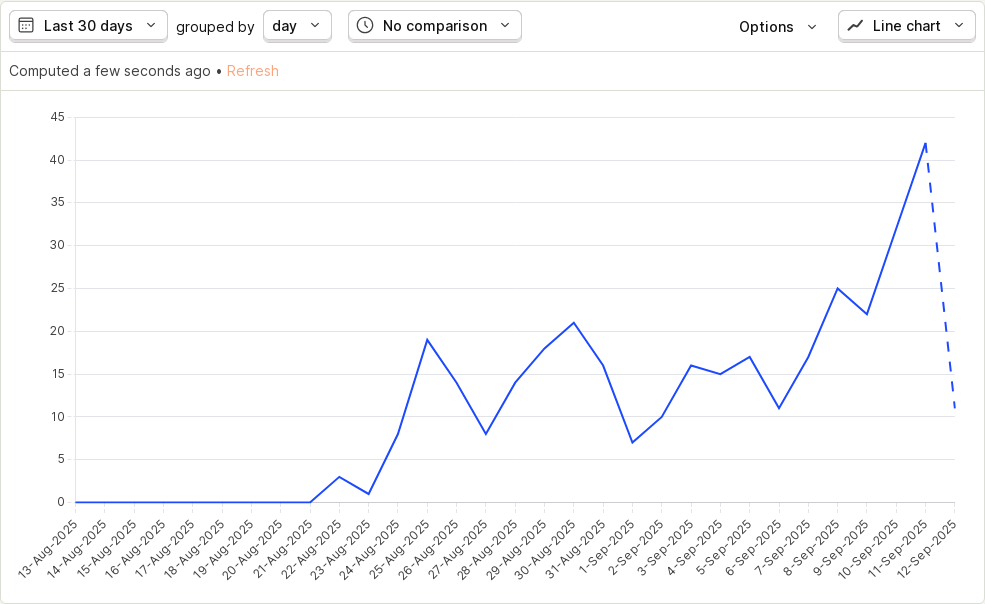 Last 30 days grouped by day No comparison Options Line chart
Computed a few seconds ago • Refresh
45
40
35
30
25
20
15
10
5
0
13-Aug-2025
14-Aug-2025
15-Aug-2025
16-Aug-2025
17-Aug-2025
18-Aug-2025
19-Aug-2025
20-Aug-2025
21-Aug-2025
22-Aug-2025
23-Aug-2025
24-Aug-2025
25-Aug-2025
26-Aug-2025
27-Aug-2025
28-Aug-2025
29-Aug-2025
30-Aug-2025
31-Aug-2025
1-Sep-2025
2-Sep-2025
3-Sep-2025
4-Sep-2025
5-Sep-2025
6-Sep-2025
7-Sep-2025
8-Sep-2025
9-Sep-2025
10-Sep-2025
11-Sep-2025
12-Sep-2025